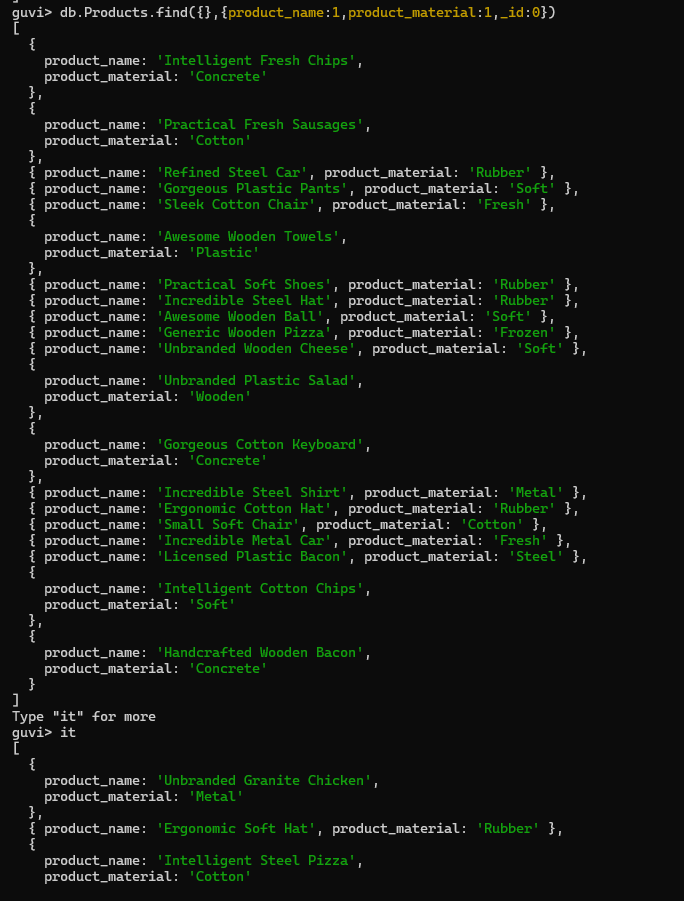 guvi> db.Products.find({},{product_name:1,product_material:1,_id:0})
[
  {
    product_name: 'Intelligent Fresh Chips',
    product_material: 'Concrete'
  },
  {
    product_name: 'Practical Fresh Sausages',
    product_material: 'Cotton'
  },
  { product_name: 'Refined Steel Car', product_material: 'Rubber' },
  { product_name: 'Gorgeous Plastic Pants', product_material: 'Soft' },
  { product_name: 'Sleek Cotton Chair', product_material: 'Fresh' },
  {
    product_name: 'Awesome Wooden Towels',
    product_material: 'Plastic'
  },
  { product_name: 'Practical Soft Shoes', product_material: 'Rubber' },
  { product_name: 'Incredible Steel Hat', product_material: 'Rubber' },
  { product_name: 'Awesome Wooden Ball', product_material: 'Soft' },
  { product_name: 'Generic Wooden Pizza', product_material: 'Frozen' },
  { product_name: 'Unbranded Wooden Cheese', product_material: 'Soft' },
  {
    product_name: 'Unbranded Plastic Salad',
    product_material: 'Wooden'
  },
  {
    product_name: 'Gorgeous Cotton Keyboard',
    product_material: 'Concrete'
  },
  { product_name: 'Incredible Steel Shirt', product_material: 'Metal' },
  { product_name: 'Ergonomic Cotton Hat', product_material: 'Rubber' },
  { product_name: 'Small Soft Chair', product_material: 'Cotton' },
  { product_name: 'Incredible Metal Car', product_material: 'Fresh' },
  { product_name: 'Licensed Plastic Bacon', product_material: 'Steel' },
  {
    product_name: 'Intelligent Cotton Chips',
    product_material: 'Soft'
  },
  {
    product_name: 'Handcrafted Wooden Bacon',
    product_material: 'Concrete'
  }
]
Type "it" for more
guvi> it
[
  {
    product_name: 'Unbranded Granite Chicken',
    product_material: 'Metal'
  },
  { product_name: 'Ergonomic Soft Hat', product_material: 'Rubber' },
  {
    product_name: 'Intelligent Steel Pizza',
    product_material: 'Cotton'